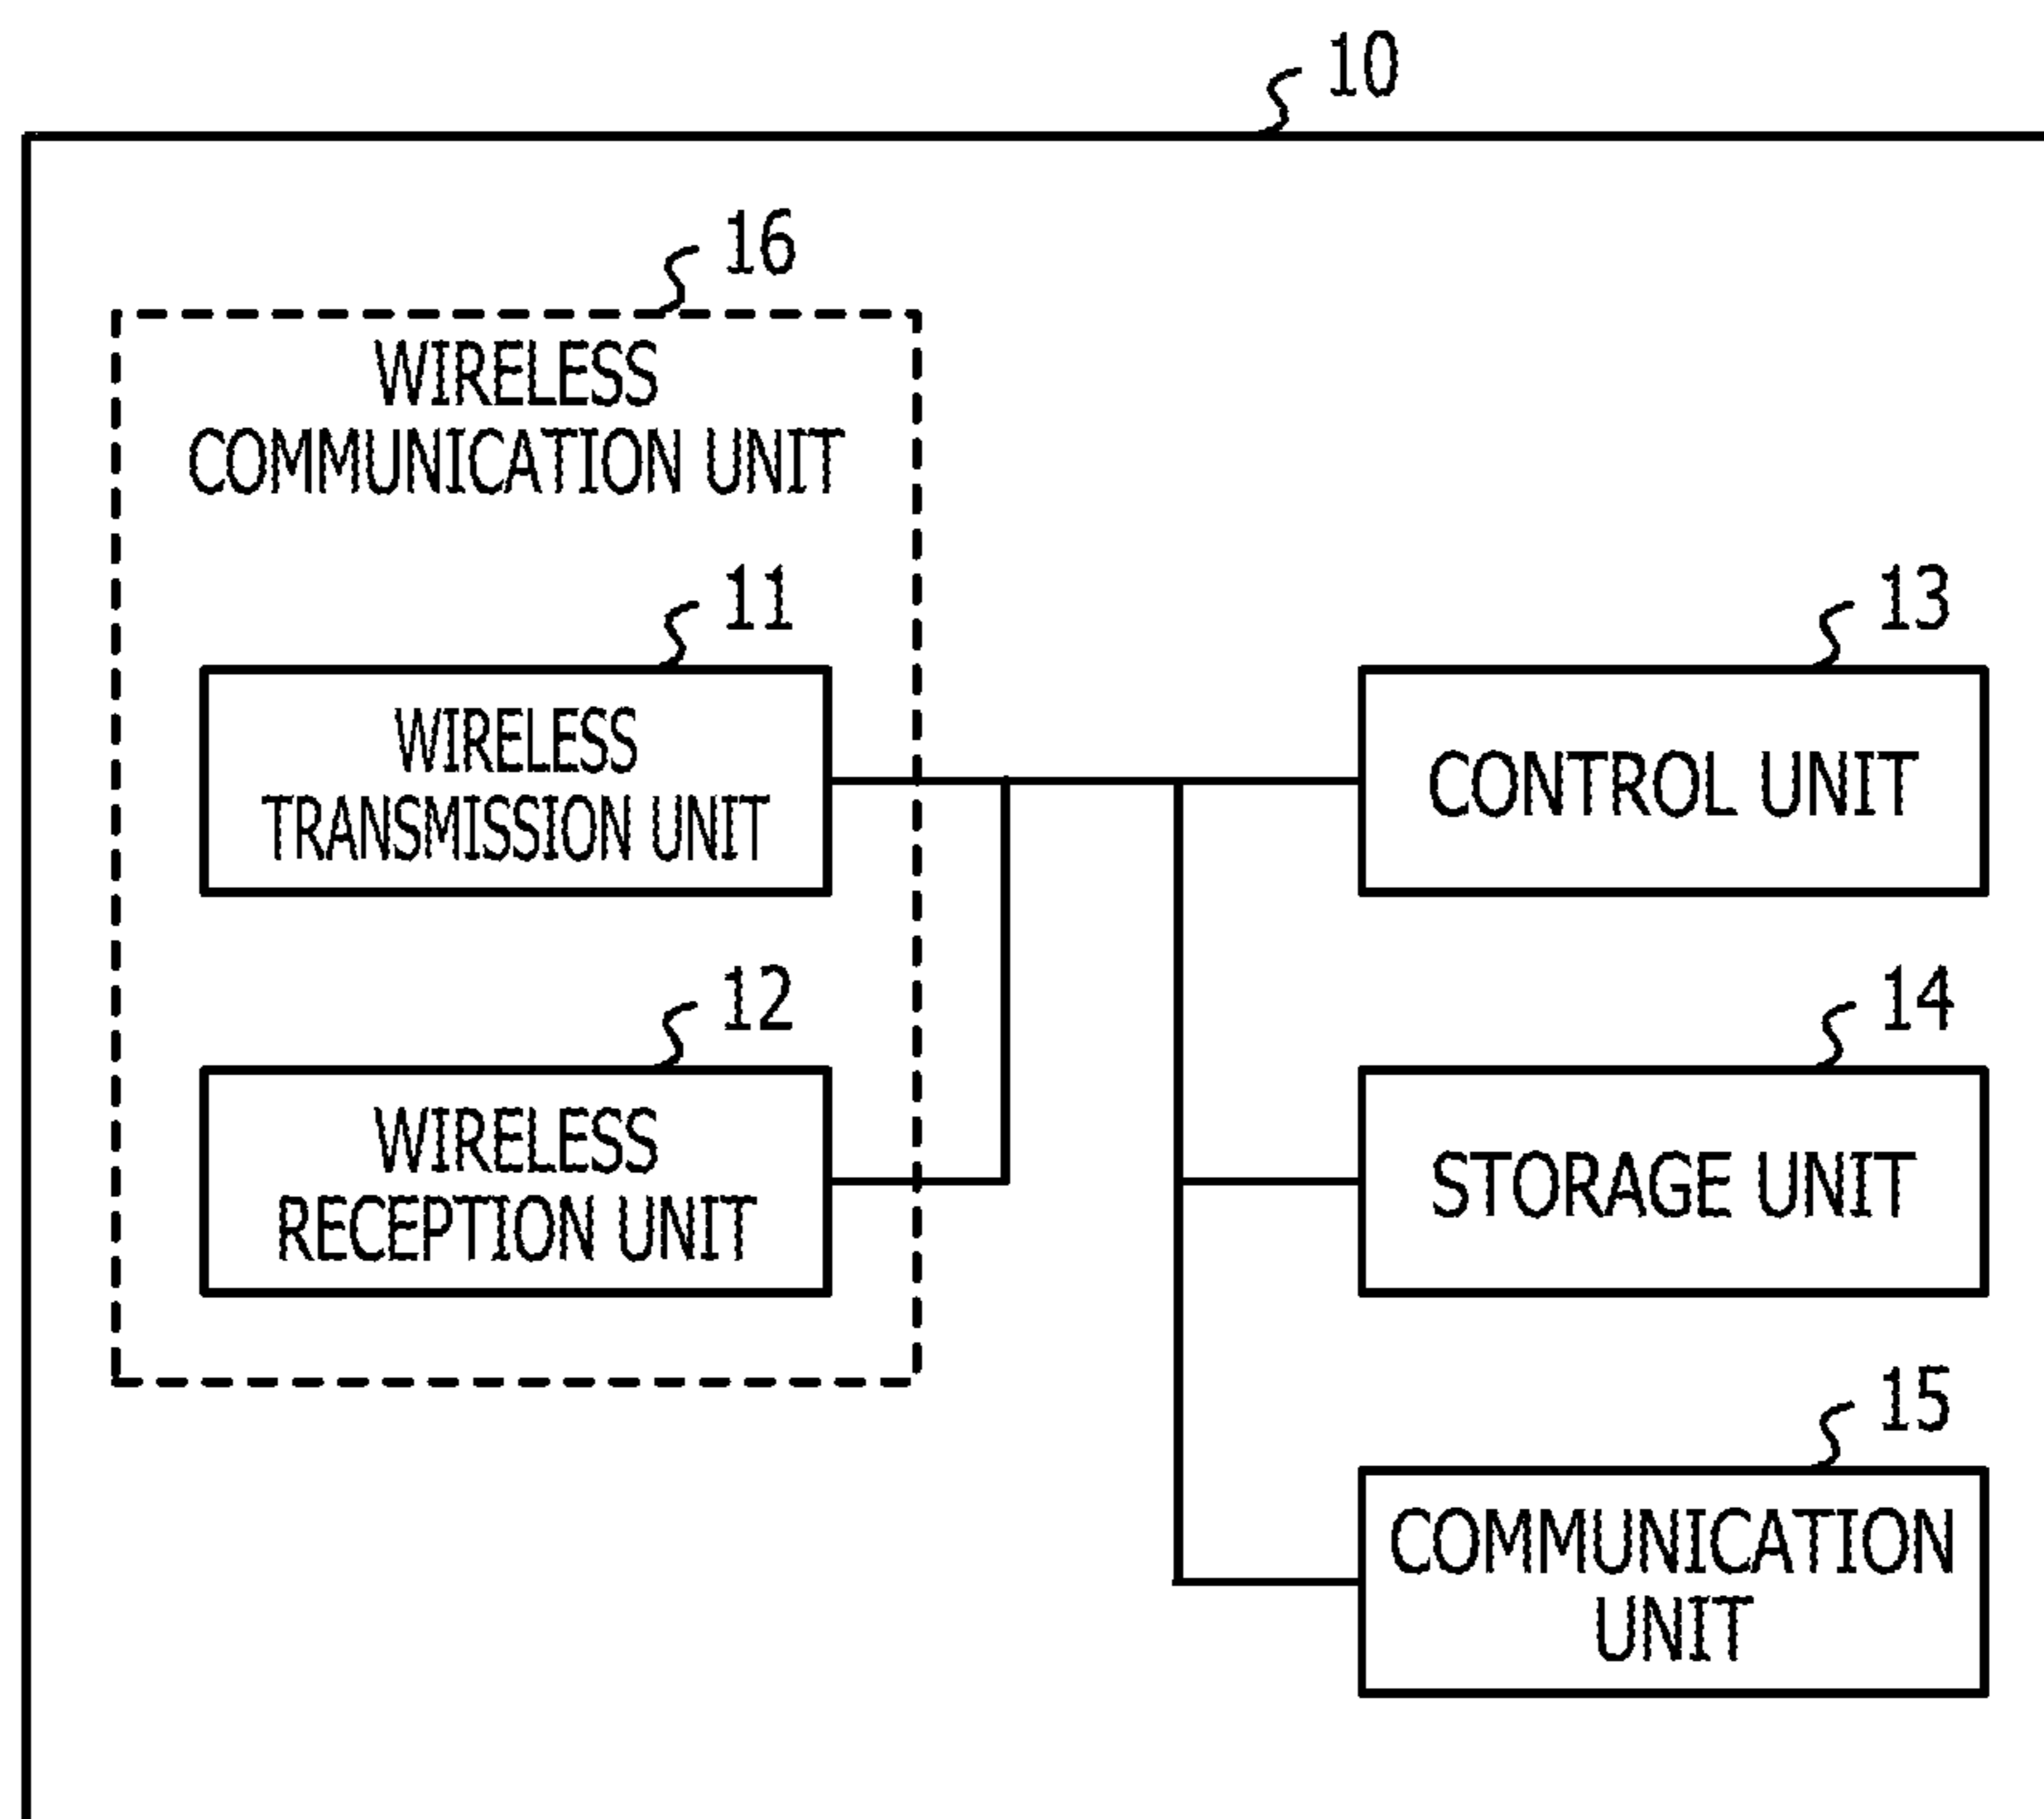 10
16
WIRELESS
COMMUNICATION UNIT
11
WIRELESS
TRANSMISSION UNIT
12
WIRELESS
RECEPTION UNIT
13
CONTROL UNIT
14
STORAGE UNIT
15
COMMUNICATION
UNIT